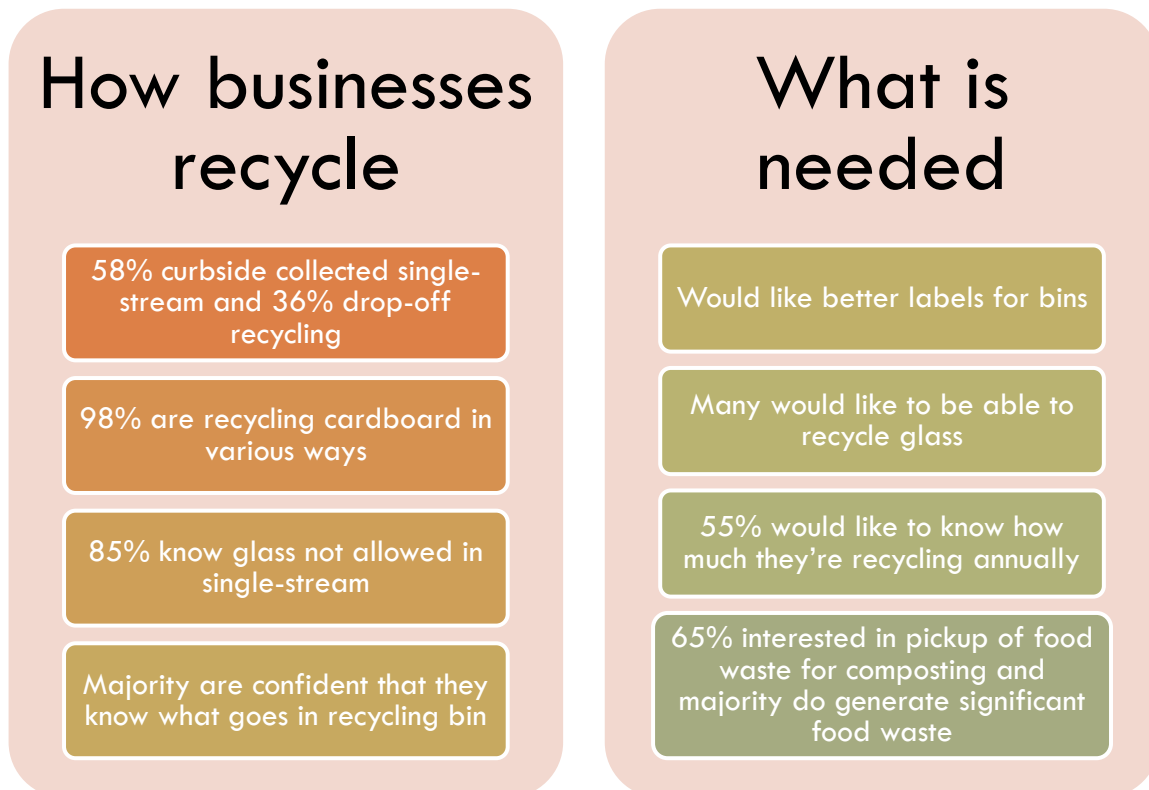 How businesses
recycle
58% curbside collected single-
stream and 36% drop-off
recycling
98% are recycling cardboard in
various ways
85% know glass not allowed in
single-stream
Majority are confident that they
know what goes in recycling bin
What is
needed
Would like better labels for bins
Many would like to be able to
recycle glass
55% would like to know how
much they’re recycling annually
65% interested in pickup of food
waste for composting and
majority do generate significant
food waste